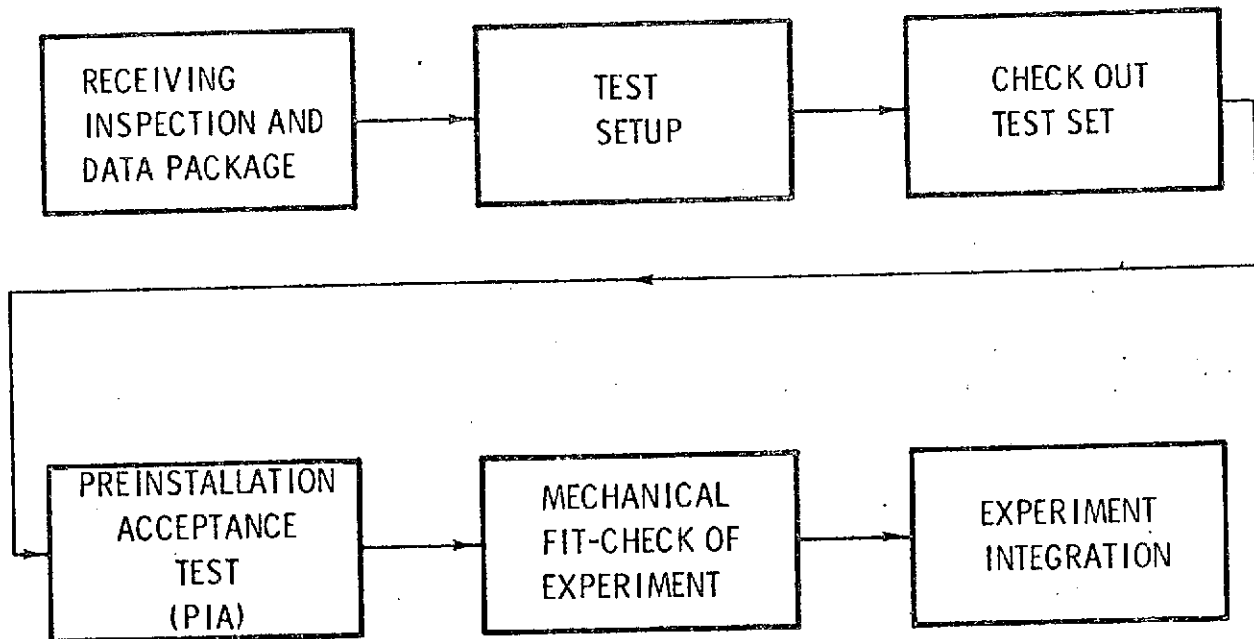 RECEIVING
INSPECTION AND
DATA PACKAGE
TEST
SETUP
CHECK OUT
TEST SET
PREINSTALLATION
ACCEPTANCE
TEST
(PIA)
MECHANICAL
FIT-CHECK OF
EXPERIMENT
EXPERIMENT
INTEGRATION